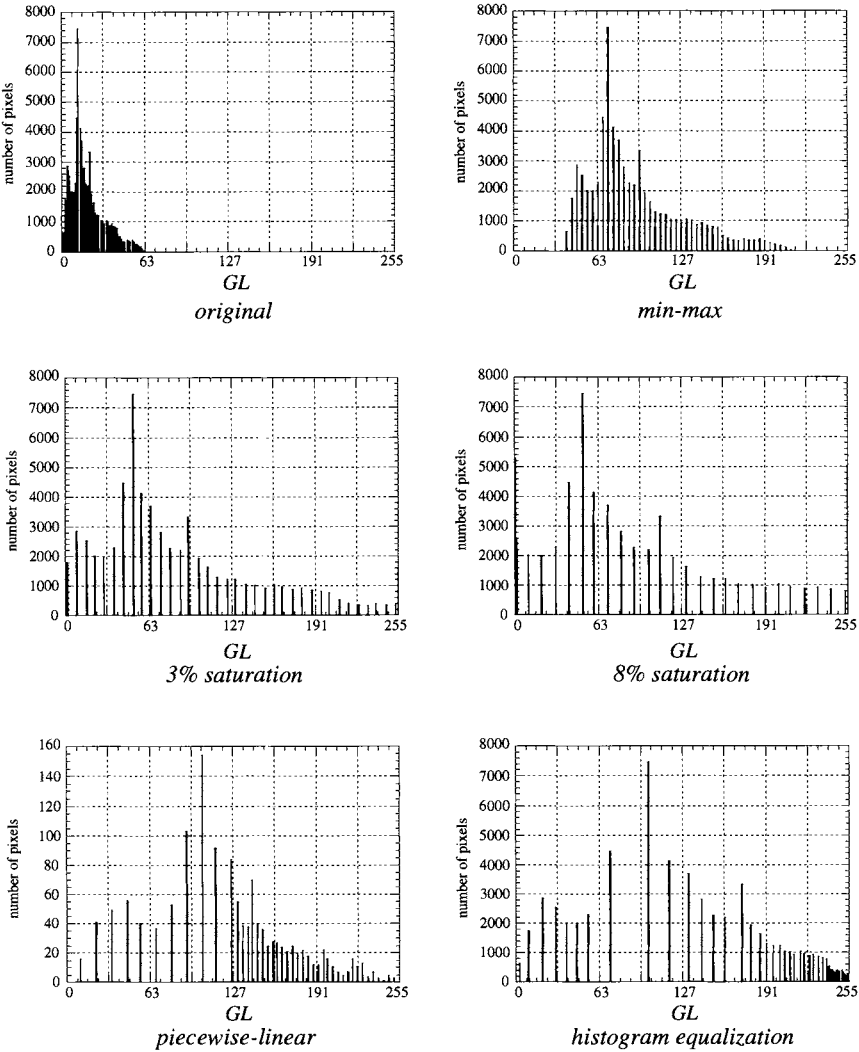 8000
7000
6000
5000
4000
3000
2000
1000
0
number of pixels
0 63 127 191 255
GL
original
8000
7000
6000
5000
4000
3000
2000
1000
0
number of pixels
0 63 127 191 255
GL
min-max
8000
7000
6000
5000
4000
3000
2000
1000
0
number of pixels
0 63 127 191 255
GL
3% saturation
8000
7000
6000
5000
4000
3000
2000
1000
0
number of pixels
0 63 127 191 255
GL
8% saturation
160
140
120
100
80
60
40
20
0
number of pixels
0 63 127 191 255
GL
piecewise-linear
8000
7000
6000
5000
4000
3000
2000
1000
0
number of pixels
0 63 127 191 255
GL
histogram equalization